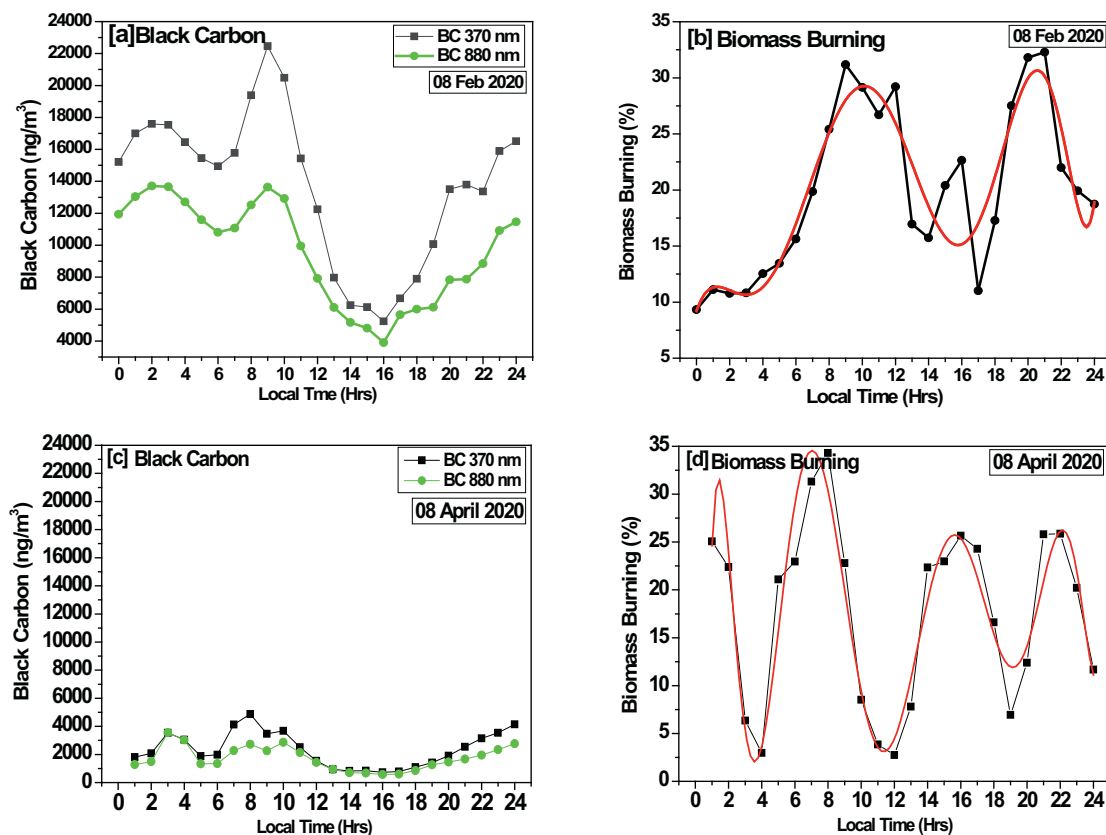 [a] Black Carbon
BC 370 nm
BC 880 nm
08 Feb 2020
Black Carbon (ng/m³)
24000
22000
20000
18000
16000
14000
12000
10000
8000
6000
4000
0 2 4 6 8 10 12 14 16 18 20 22 24
Local Tme (Hrs)
[b] Biomass Burning
08 Feb 2020
Biomass Burning (%)
35
30
25
20
15
10
5
0 2 4 6 8 10 12 14 16 18 20 22 24
Local Time (Hrs)
[c] Black Carbon
BC 370 nm
BC 880 nm
08 April 2020
Black Carbon (ng/m³)
24000
22000
20000
18000
16000
14000
12000
10000
8000
6000
4000
2000
0
0 2 4 6 8 10 12 14 16 18 20 22 24
Local Time (Hrs)
[d] Biomass Burning
08 April 2020
Biomass Burning (%)
35
30
25
20
15
10
5
0
0 2 4 6 8 10 12 14 16 18 20 22 24
Local Time (Hrs)